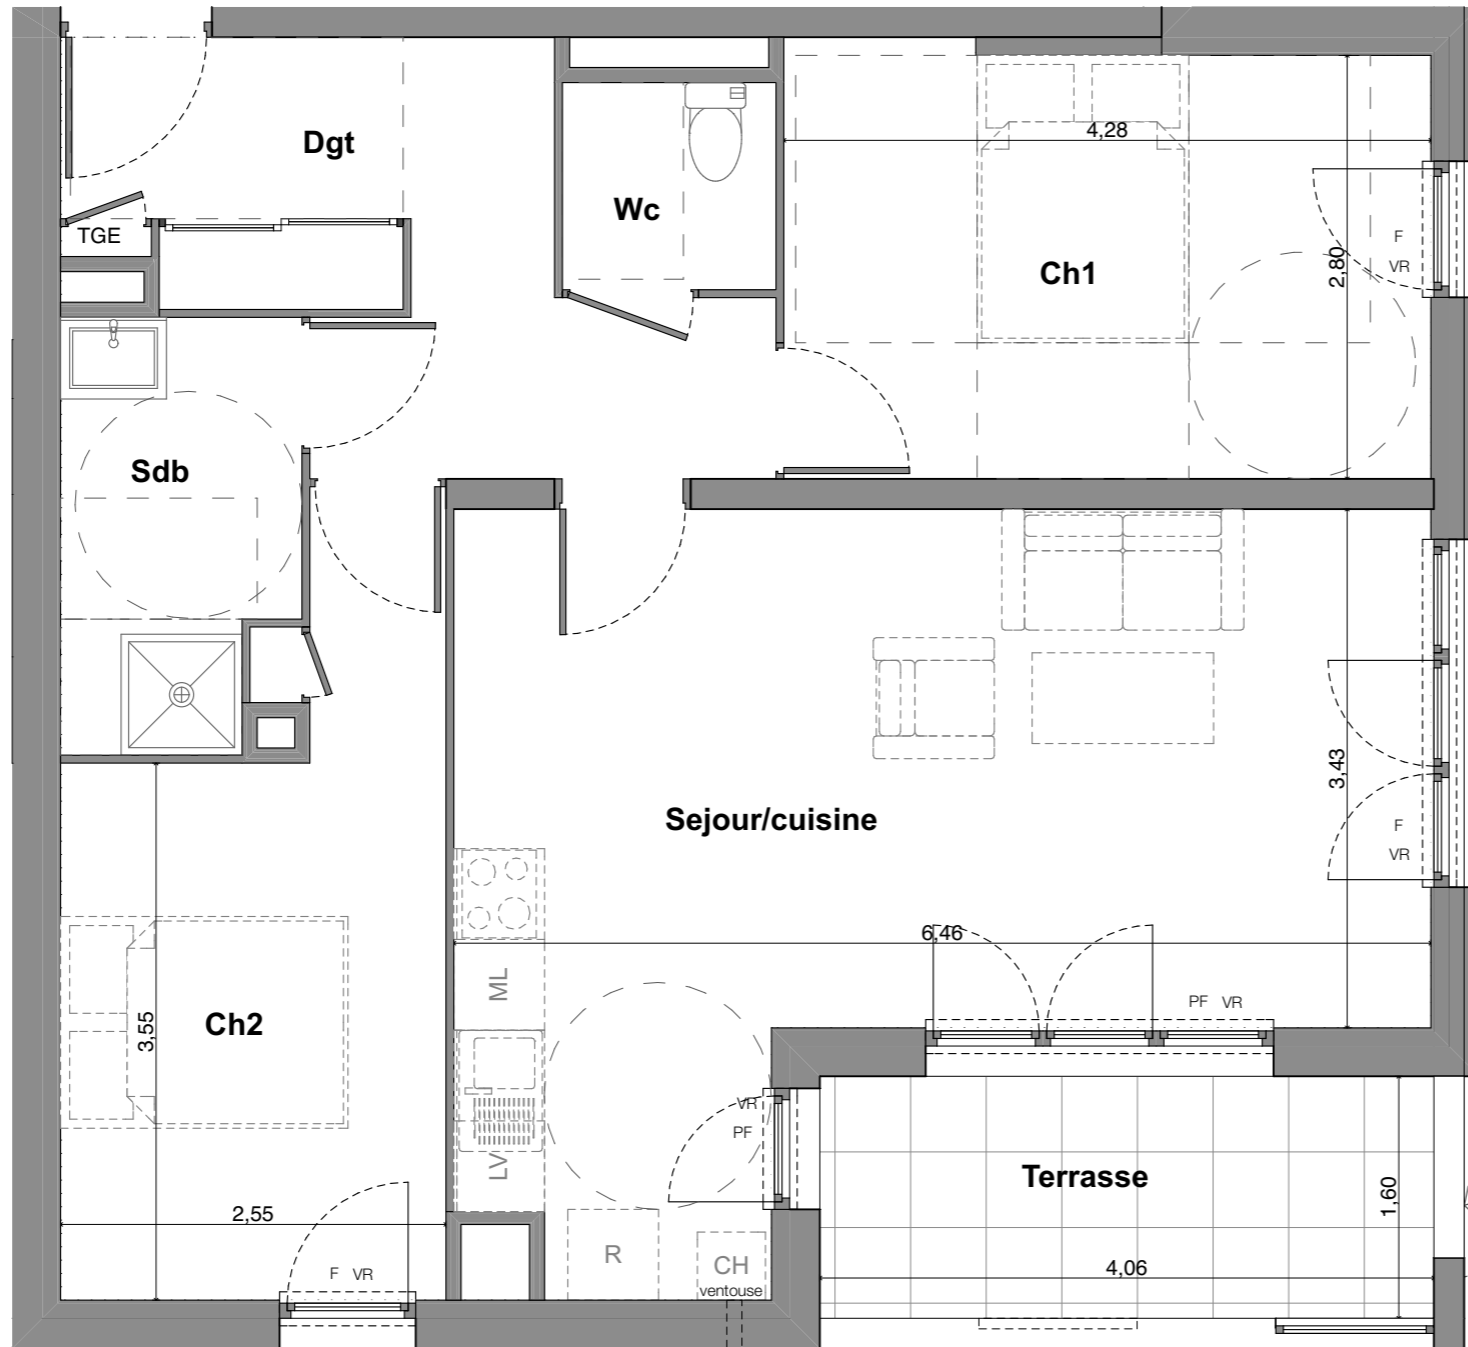 Dgt
4,28
Wc
TGE
F
VR
2,80
Ch1
Sdb
3,43
Sejour/cuisine
F
VR
6,46
ML
PF VR
Ch2
3,55
VR
PF
LV
Terrasse
1,60
2,55
R
CH
ventouse
4,06
F VR